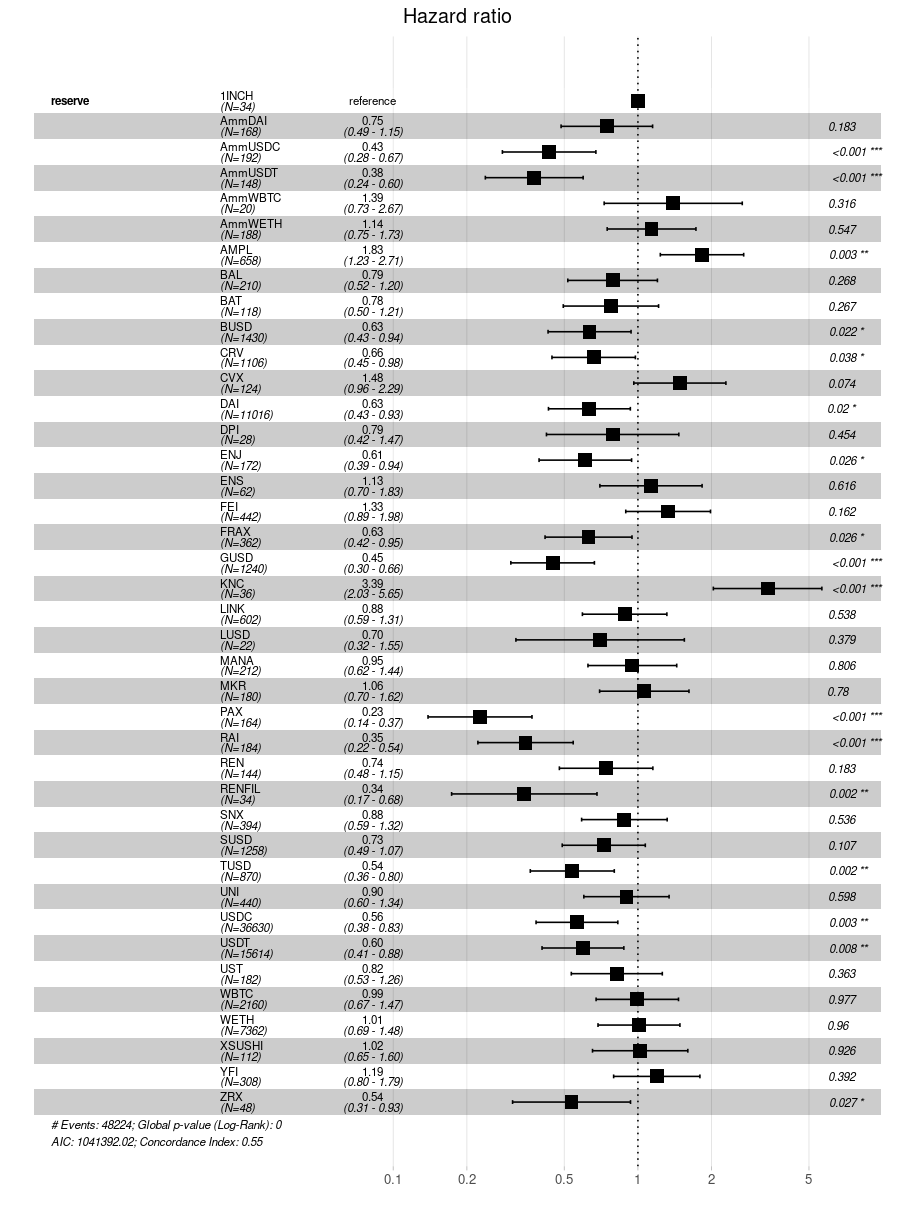 Hazard ratio
reserve 1INCH (N=34) reference
AmmDAI (N=168) 0.75 (0.49 - 1.15) 0.183
AmmUSDC (N=192) 0.43 (0.28 - 0.67) <0.001 ***
AmmUSDT (N=148) 0.38 (0.24 - 0.60) <0.001 ***
AmmWBTC (N=20) 1.39 (0.73 - 2.67) 0.316
AmmWETH (N=188) 1.14 (0.75 - 1.73) 0.547
AMPL (N=658) 1.83 (1.23 - 2.71) 0.003 **
BAL (N=210) 0.79 (0.52 - 1.20) 0.268
BAT (N=118) 0.78 (0.50 - 1.21) 0.267
BUSD (N=1430) 0.63 (0.43 - 0.94) 0.022 *
CRV (N=1106) 0.66 (0.45 - 0.98) 0.038 *
CVX (N=124) 1.48 (0.96 - 2.29) 0.074
DAI (N=11016) 0.63 (0.43 - 0.93) 0.02 *
DPI (N=28) 0.79 (0.42 - 1.47) 0.454
ENJ (N=172) 0.61 (0.39 - 0.94) 0.026 *
ENS (N=62) 1.13 (0.70 - 1.83) 0.616
FEI (N=442) 1.33 (0.89 - 1.98) 0.162
FRAX (N=362) 0.63 (0.42 - 0.95) 0.026 *
GUSD (N=1240) 0.45 (0.30 - 0.66) <0.001 ***
KNC (N=36) 3.39 (2.03 - 5.65) <0.001 ***
LINK (N=602) 0.88 (0.59 - 1.31) 0.538
LUSD (N=22) 0.70 (0.32 - 1.55) 0.379
MANA (N=212) 0.95 (0.62 - 1.44) 0.806
MKR (N=180) 1.06 (0.70 - 1.62) 0.78
PAX (N=164) 0.23 (0.14 - 0.37) <0.001 ***
RAI (N=184) 0.35 (0.22 - 0.54) <0.001 ***
REN (N=144) 0.74 (0.48 - 1.15) 0.183
RENFIL (N=34) 0.34 (0.17 - 0.68) 0.002 **
SNX (N=394) 0.88 (0.59 - 1.32) 0.536
SUSD (N=1258) 0.73 (0.49 - 1.07) 0.107
TUSD (N=870) 0.54 (0.36 - 0.80) 0.002 **
UNI (N=440) 0.90 (0.60 - 1.34) 0.598
USDC (N=36630) 0.56 (0.38 - 0.83) 0.003 **
USDT (N=15614) 0.60 (0.41 - 0.88) 0.008 **
UST (N=182) 0.82 (0.53 - 1.26) 0.363
WBTC (N=2160) 0.99 (0.67 - 1.47) 0.977
WETH (N=7362) 1.01 (0.69 - 1.48) 0.96
XSUSHI (N=112) 1.02 (0.65 - 1.60) 0.926
YFI (N=308) 1.19 (0.80 - 1.79) 0.392
ZRX (N=48) 0.54 (0.31 - 0.93) 0.027 *
# Events: 48224; Global p-value (Log-Rank): 0
AIC: 1041392.02; Concordance Index: 0.55
0.1 0.2 0.5 1 2 5